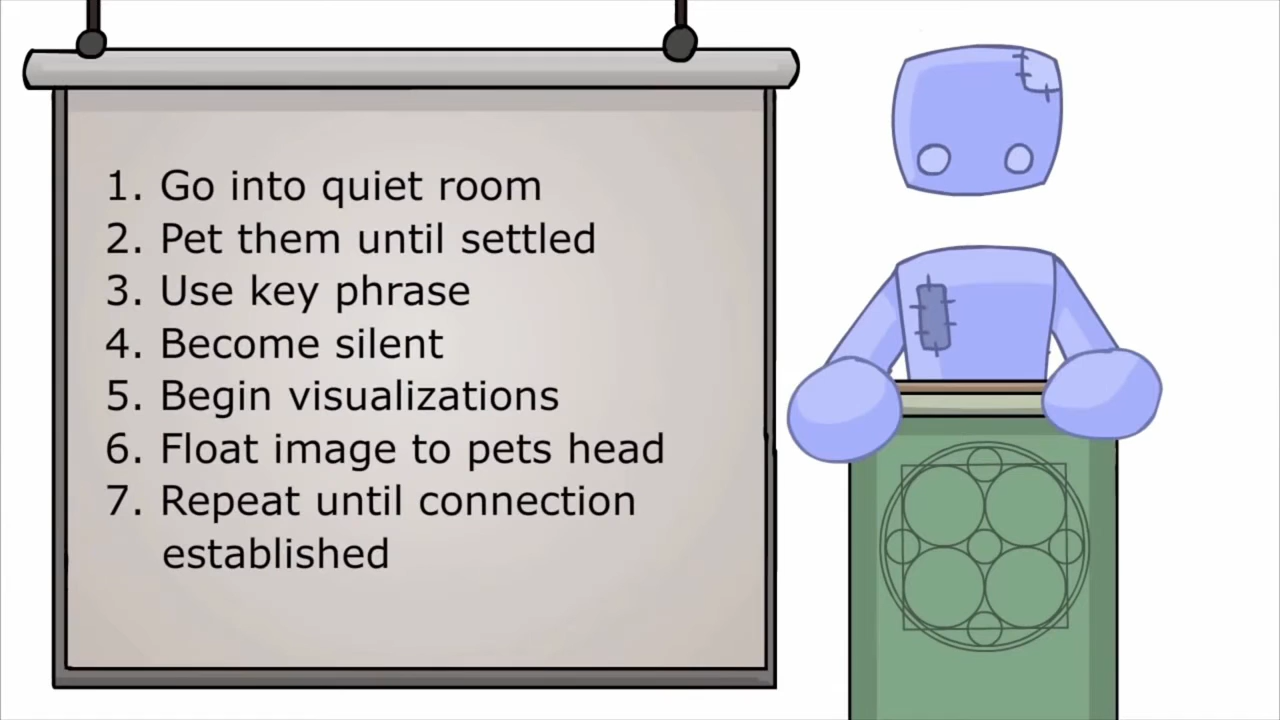 1. Go into quiet room
2. Pet them until settled
3. Use key phrase
4. Become silent
5. Begin visualizations
6. Float image to pets head
7. Repeat until connection
established